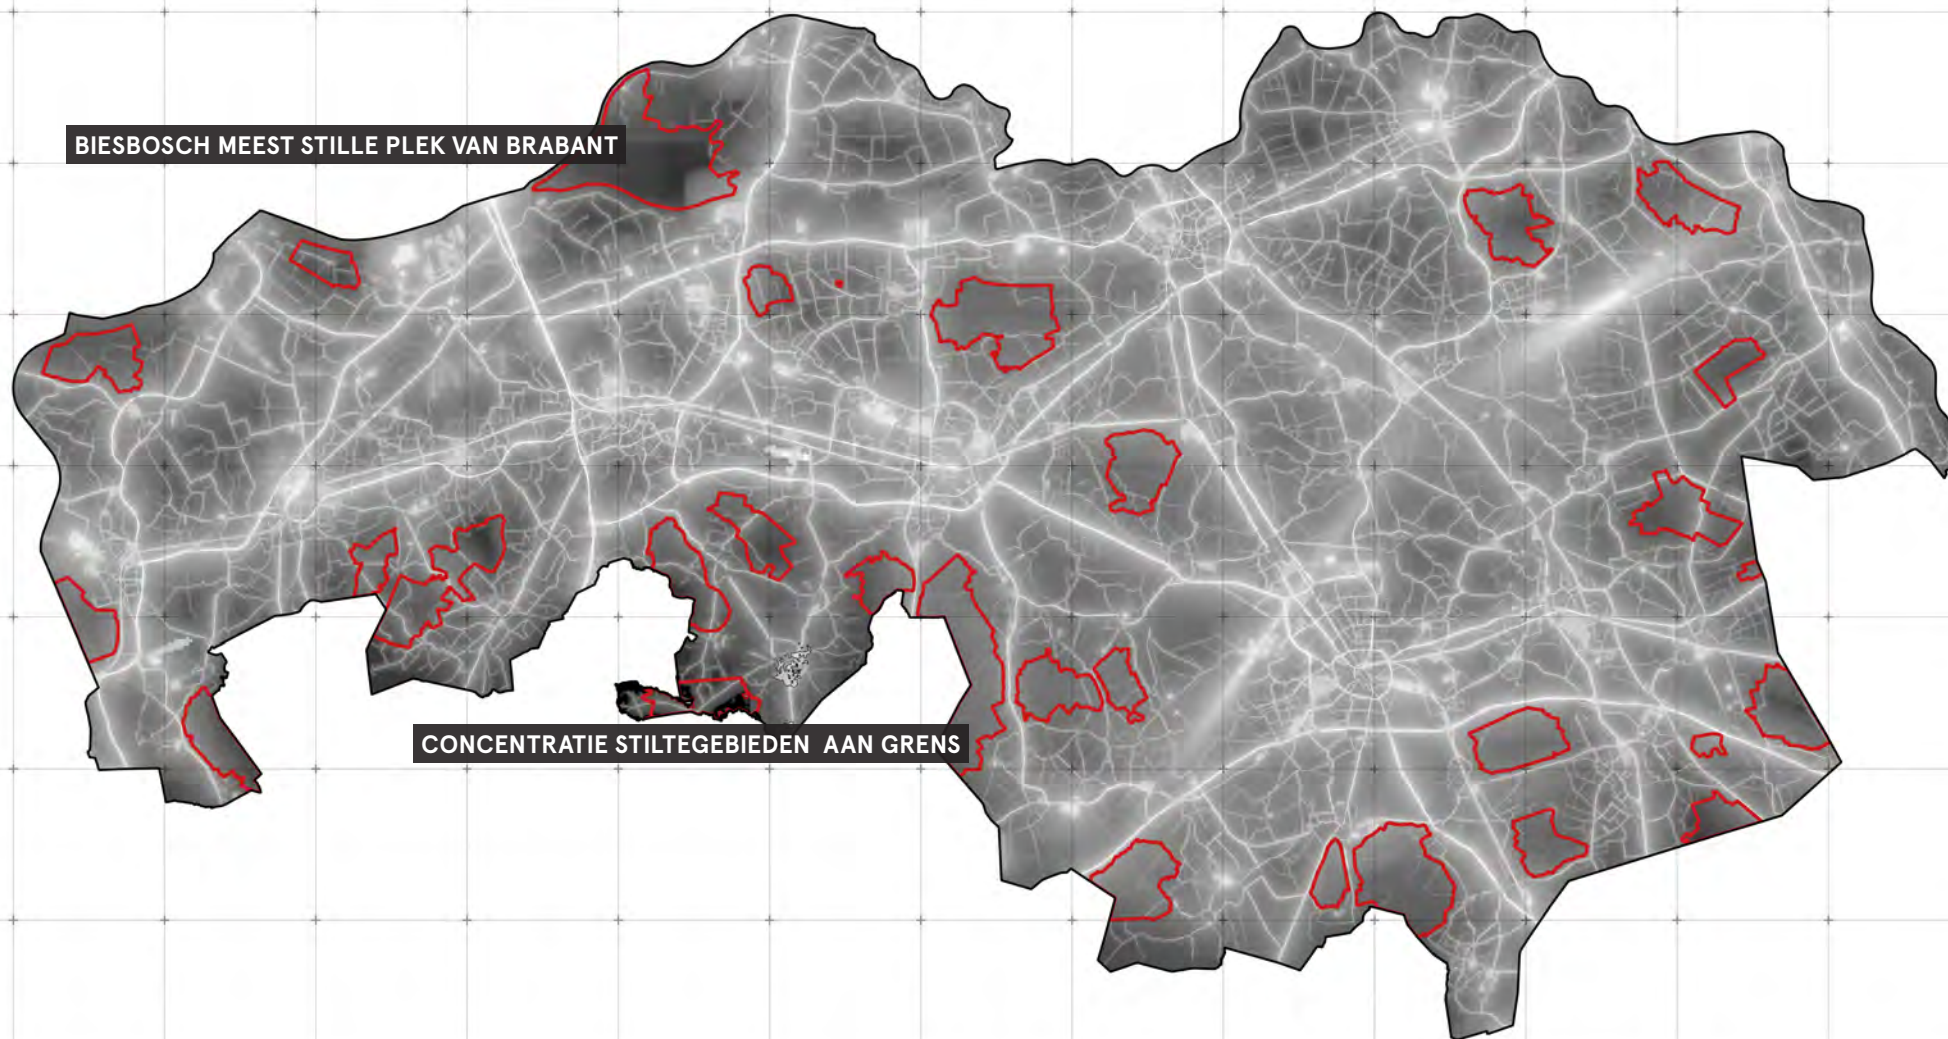 BIESBOSCH MEEST STILLE PLEK VAN BRABANT
CONCENTRATIE STILTEGEBIEDEN AAN GRENS